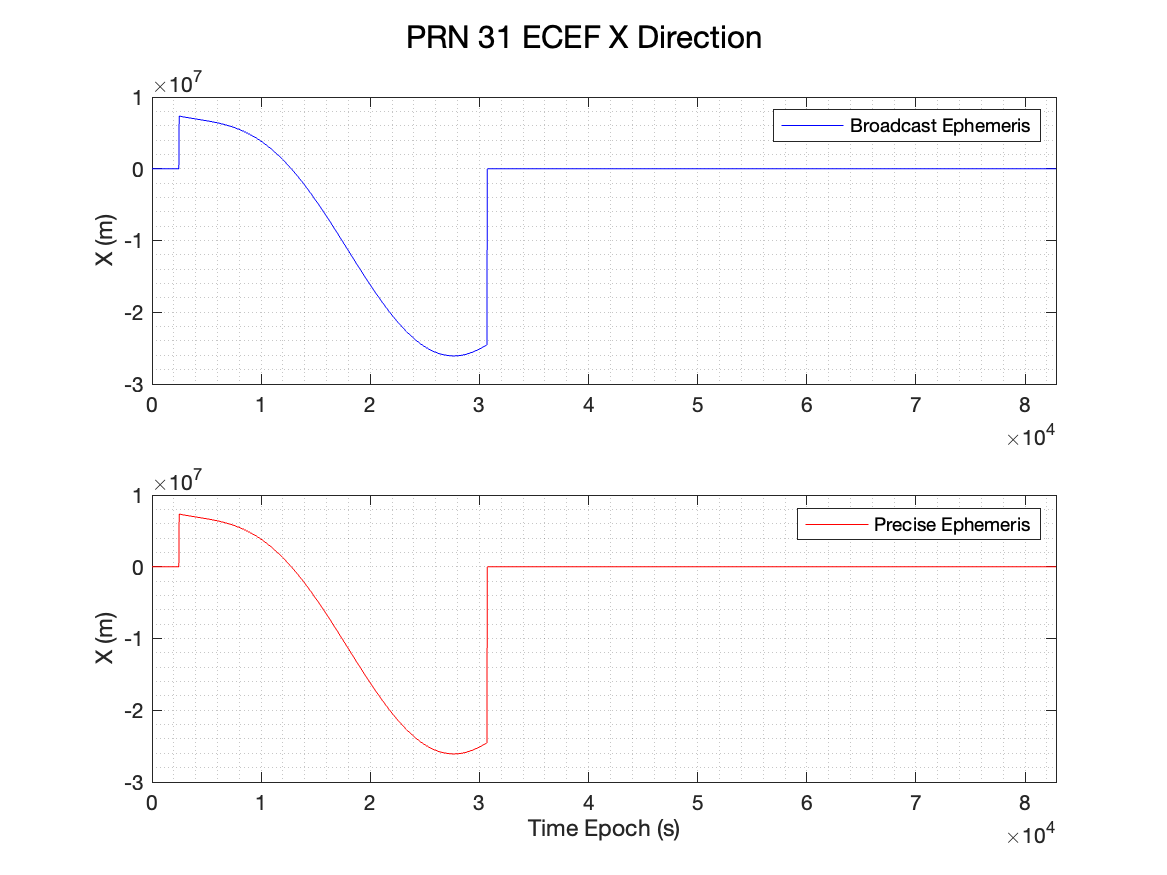 PRN 31 ECEF X Direction
×10^7
Broadcast Ephemeris
1
0
-1
-2
-3
X (m)
0 1 2 3 4 5 6 7 8
×10^4
×10^7
Precise Ephemeris
1
0
-1
-2
-3
X (m)
0 1 2 3 4 5 6 7 8
Time Epoch (s)
×10^4